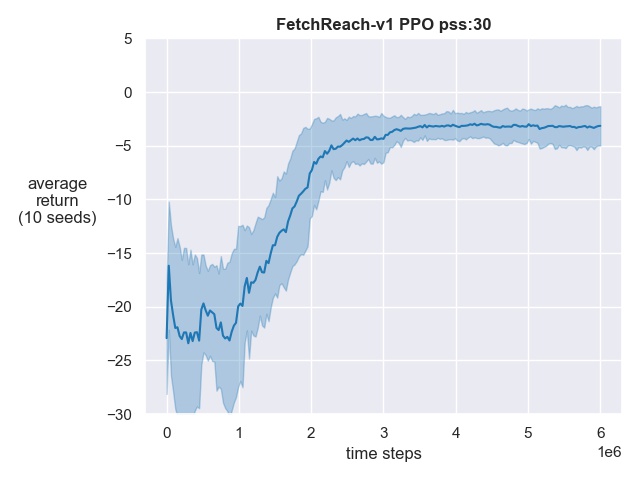 FetchReach-v1 PPO pss:30
5
0
−5
−10
−15
−20
−25
−30
average
return
(10 seeds)
0 1 2 3 4 5 6
1e6
time steps